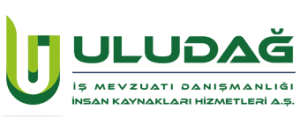 ULUDAĞ
İŞ MEVZUATI DANIŞMANLIĞI
İNSAN KAYNAKLARI HİZMETLERİ A.Ş.